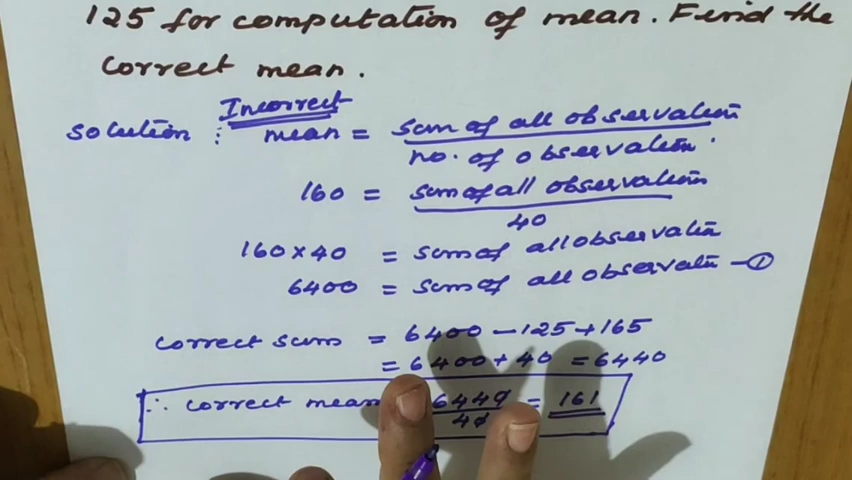 125 for computation of mean. Find the
correct mean.
Incorrect
Solution : mean = sum of all observation
no. of observation.
160 = sum of all observation
40
160 × 40 = sum of all observation
6400 = sum of all observatin - ①
correct sum = 6400 - 125 + 165
= 6400 + 40 = 6440
∴ correct mean 6440 = 161
40